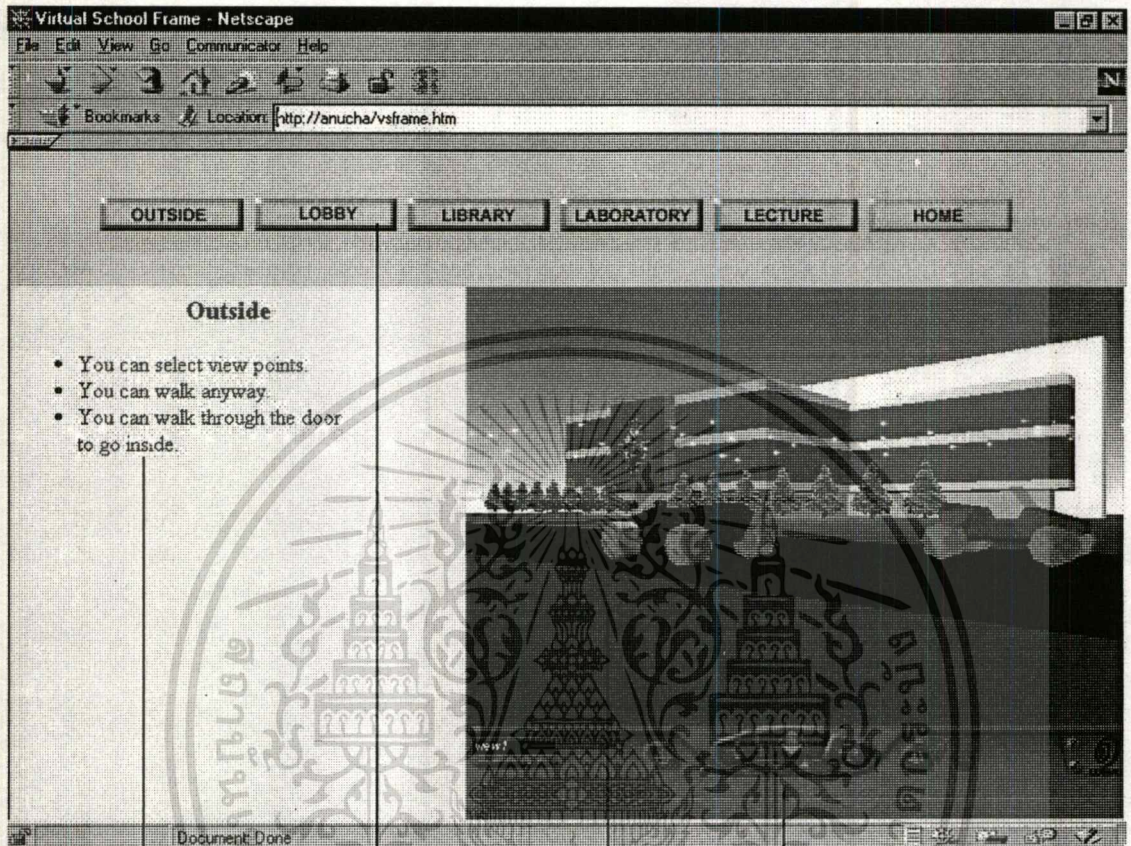 Virtual School Frame - Netscape
File Edit View Go Communicator Help
N
Bookmarks Location: http://anucha/vsframe.htm
OUTSIDE LOBBY LIBRARY LABORATORY LECTURE HOME
Outside
• You can select view points.
• You can walk anyway.
• You can walk through the door
to go inside.
view1
Document: Done